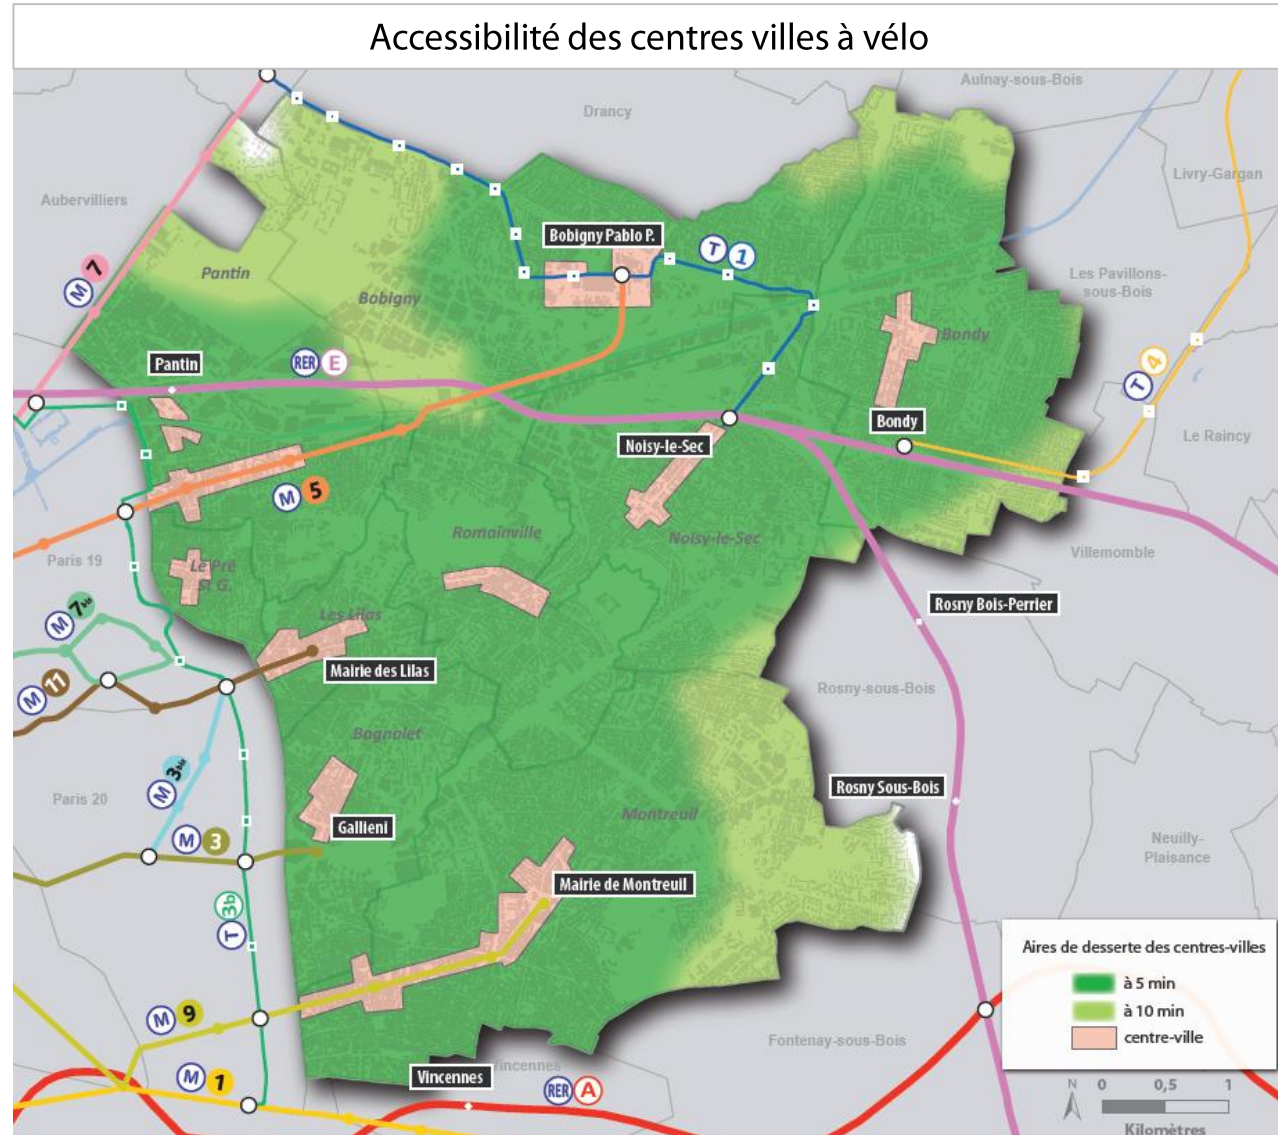 Accessibilité des centres villes à vélo
Aulnay-sous-Bois
Drancy
Livry-Gargan
Aubervilliers
Bobigny Pablo P.
T 1
M 7
Pantin
Les Pavillons-
sous-Bois
Bobigny
Bondy
Pantin
RER E
T 4
Bondy
Noisy-le-Sec
Le Raincy
M 5
Romainville
Noisy-le-Sec
Villemomble
Paris 19
Le Pré
St G.
Rosny Bois-Perrier
M 7bis
Les Lilas
Mairie des Lilas
M 11
Rosny-sous-Bois
Bagnolet
M 3bis
Rosny Sous-Bois
Paris 20
Montreuil
Gallieni
M 3
Neuilly-
Plaisance
Mairie de Montreuil
T 3b
Aires de desserte des centres-villes
à 5 min
à 10 min
centre-ville
M 9
Fontenay-sous-Bois
Vincennes
Vincennes
M 1
RER A
N 0 0,5 1
Kilomètres